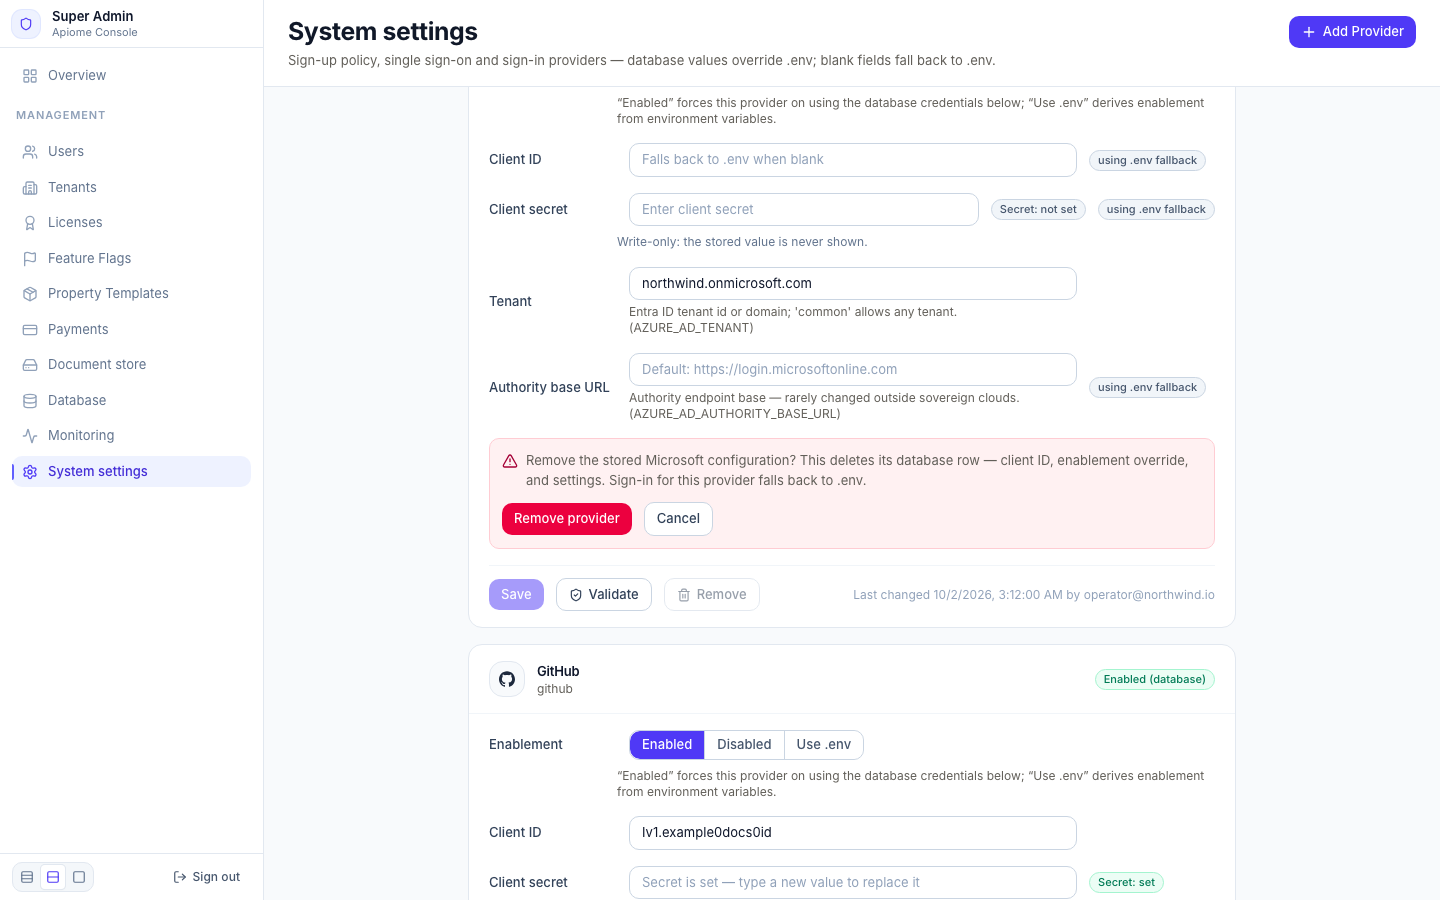 Super Admin
Apiome Console
Overview
MANAGEMENT
Users
Tenants
Licenses
Feature Flags
Property Templates
Payments
Document store
Database
Monitoring
System settings
Sign out
System settings
Sign-up policy, single sign-on and sign-in providers — database values override .env; blank fields fall back to .env.
Add Provider
“Enabled” forces this provider on using the database credentials below; “Use .env” derives enablement
from environment variables.
Client ID
Falls back to .env when blank
using .env fallback
Client secret
Enter client secret
Secret: not set
using .env fallback
Write-only: the stored value is never shown.
Tenant
northwind.onmicrosoft.com
Entra ID tenant id or domain; 'common' allows any tenant.
(AZURE_AD_TENANT)
Authority base URL
Default: https://login.microsoftonline.com
using .env fallback
Authority endpoint base — rarely changed outside sovereign clouds.
(AZURE_AD_AUTHORITY_BASE_URL)
Remove the stored Microsoft configuration? This deletes its database row — client ID, enablement override,
and settings. Sign-in for this provider falls back to .env.
Remove provider
Cancel
Save
Validate
Remove
Last changed 10/2/2026, 3:12:00 AM by operator@northwind.io
GitHub
github
Enabled (database)
Enablement
Enabled
Disabled
Use .env
“Enabled” forces this provider on using the database credentials below; “Use .env” derives enablement
from environment variables.
Client ID
Iv1.example0docs0id
Client secret
Secret is set — type a new value to replace it
Secret: set